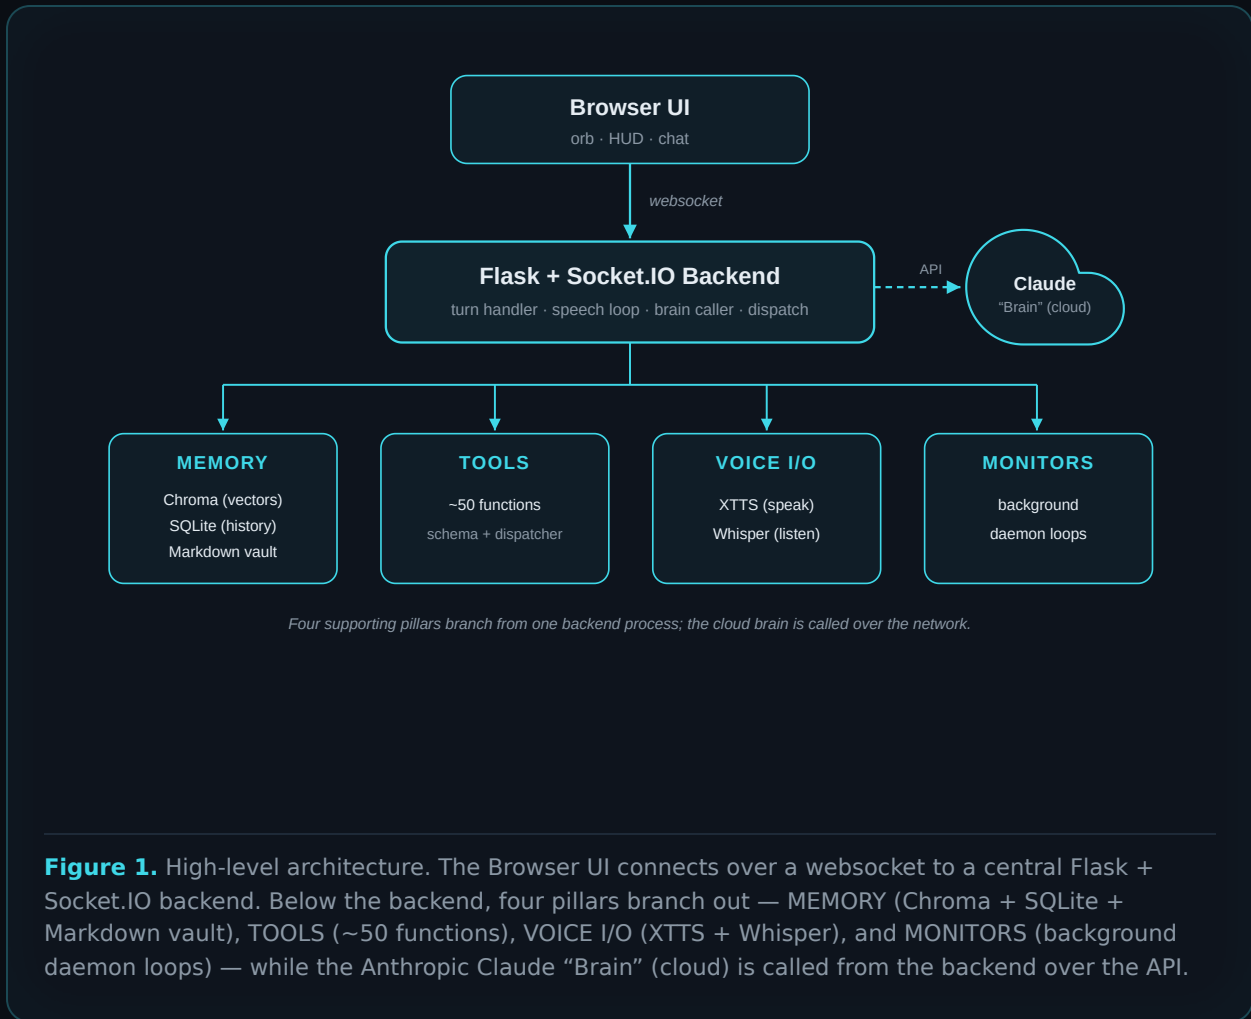 Browser UI
orb · HUD · chat
websocket
Flask + Socket.IO Backend
turn handler · speech loop · brain caller · dispatch
API
Claude
“Brain” (cloud)
MEMORY
Chroma (vectors)
SQLite (history)
Markdown vault
TOOLS
~50 functions
schema + dispatcher
VOICE I/O
XTTS (speak)
Whisper (listen)
MONITORS
background
daemon loops
Four supporting pillars branch from one backend process; the cloud brain is called over the network.
Figure 1. High-level architecture. The Browser UI connects over a websocket to a central Flask +
Socket.IO backend. Below the backend, four pillars branch out — MEMORY (Chroma + SQLite +
Markdown vault), TOOLS (~50 functions), VOICE I/O (XTTS + Whisper), and MONITORS (background
daemon loops) — while the Anthropic Claude “Brain” (cloud) is called from the backend over the API.